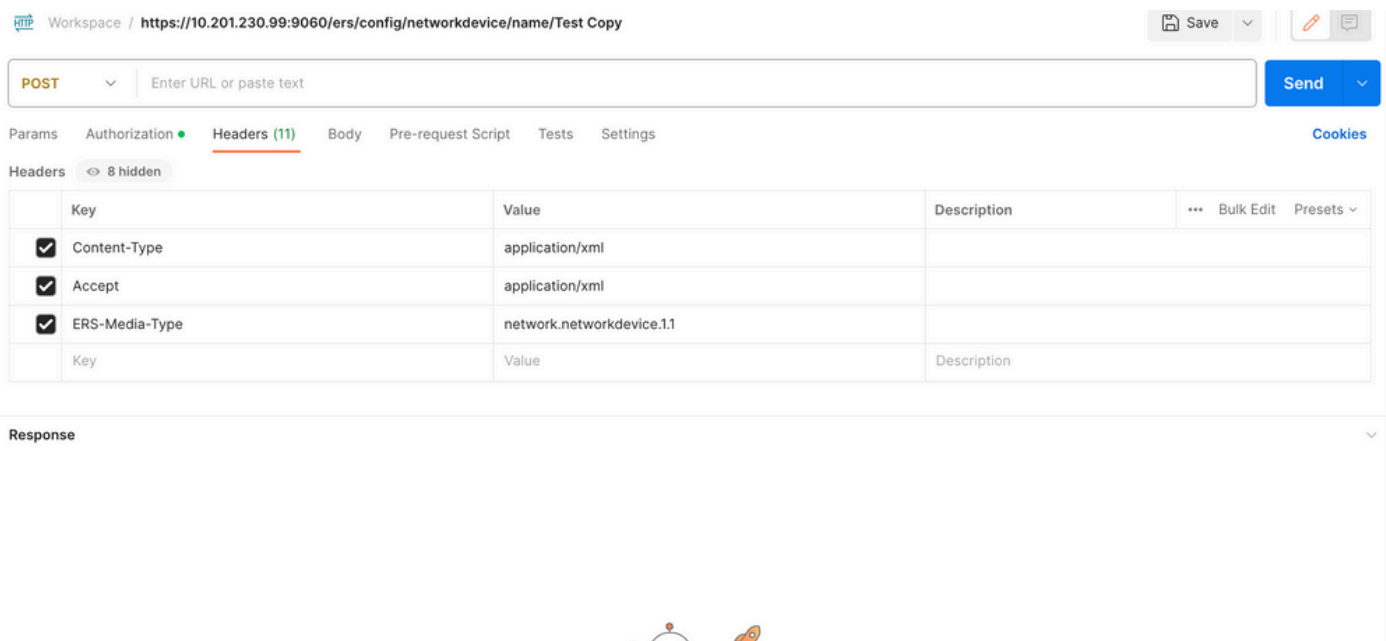 HTTP Workspace / https://10.201.230.99:9060/ers/config/networkdevice/name/Test Copy Save
POST Enter URL or paste text Send
Params Authorization Headers (11) Body Pre-request Script Tests Settings Cookies
Headers 8 hidden
Key Value Description ••• Bulk Edit Presets
Content-Type application/xml
Accept application/xml
ERS-Media-Type network.networkdevice.1.1
Key Value Description
Response